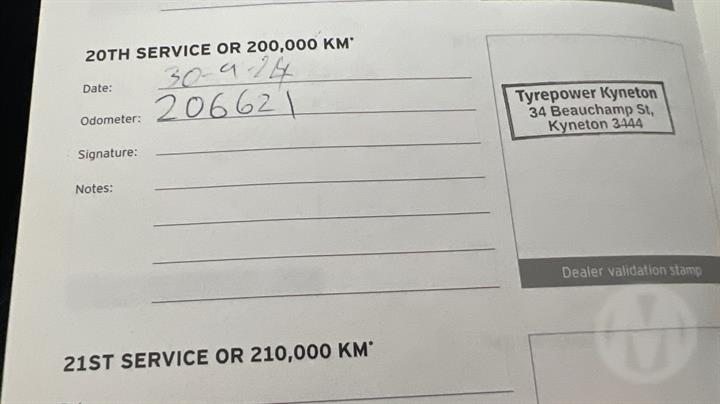 20TH SERVICE OR 200,000 KM*
Date: 30-9-24
Odometer: 206621
Signature:
Notes:
Tyrepower Kyneton
34 Beauchamp St,
Kyneton 3444
Dealer validation stamp
21ST SERVICE OR 210,000 KM*